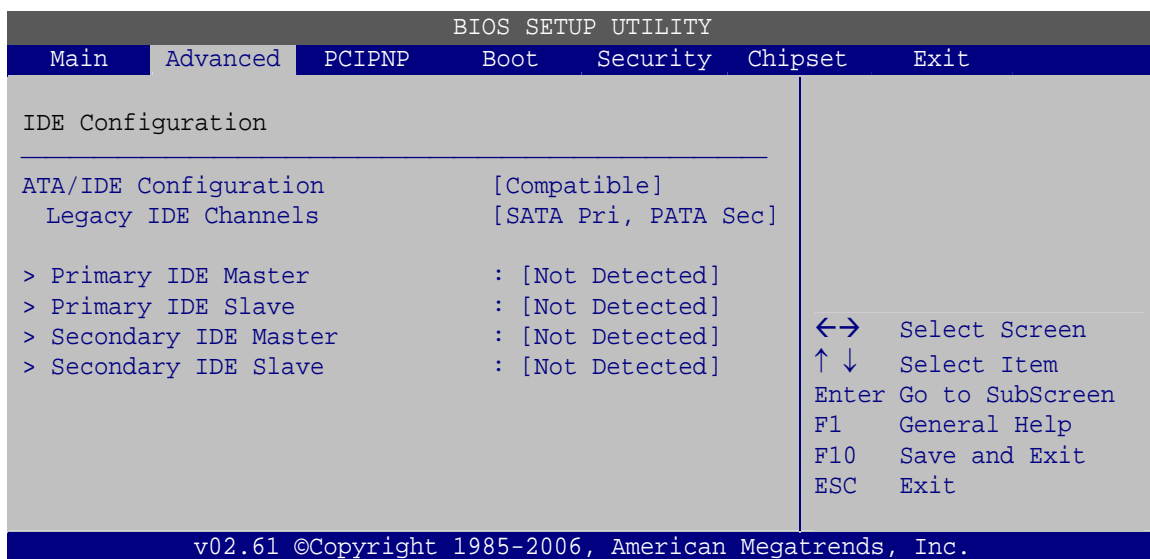 BIOS SETUP UTILITY
Main Advanced PCIPNP Boot Security Chipset Exit
IDE Configuration
ATA/IDE Configuration [Compatible]
Legacy IDE Channels [SATA Pri, PATA Sec]
> Primary IDE Master : [Not Detected]
> Primary IDE Slave : [Not Detected]
> Secondary IDE Master : [Not Detected]
> Secondary IDE Slave : [Not Detected]
←→ Select Screen
↑ ↓ Select Item
Enter Go to SubScreen
F1 General Help
F10 Save and Exit
ESC Exit
v02.61 ©Copyright 1985-2006, American Megatrends, Inc.